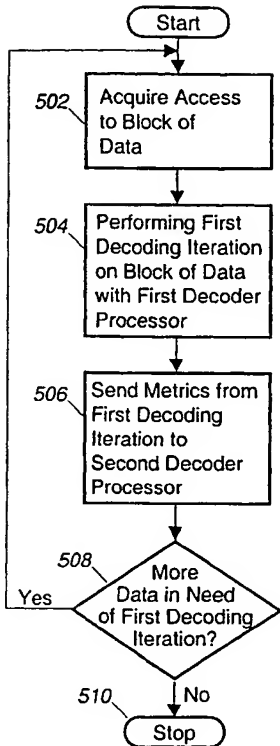 Start
502
Acquire Access
to Block of
Data
504
Performing First
Decoding Iteration
on Block of Data
with First Decoder
Processor
506
Send Metrics from
First Decoding
Iteration to
Second Decoder
Processor
508
More
Data in Need
of First Decoding
Iteration?
Yes
No
510
Stop